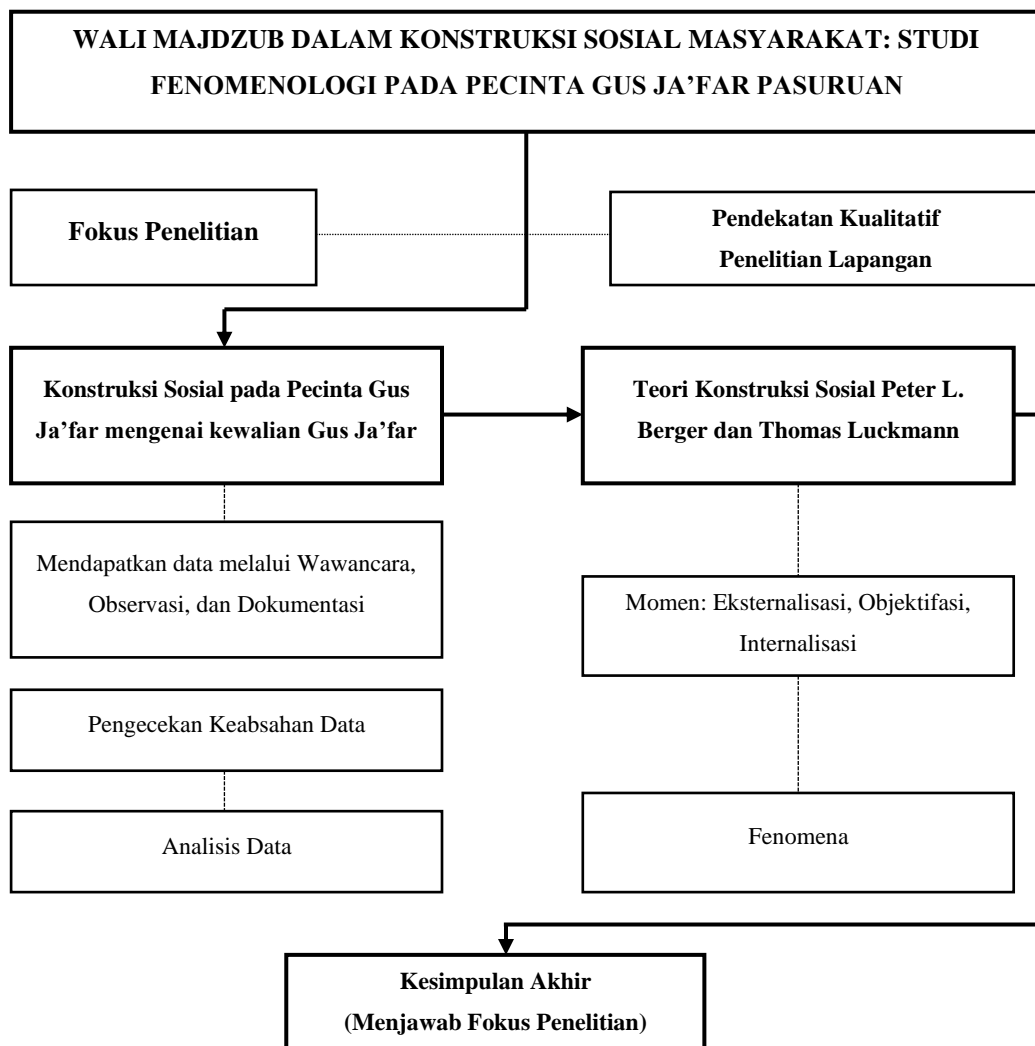 WALI MAJDZUB DALAM KONSTRUKSI SOSIAL MASYARAKAT: STUDI
FENOMENOLOGI PADA PECINTA GUS JA’FAR PASURUAN
Fokus Penelitian
Pendekatan Kualitatif
Penelitian Lapangan
Konstruksi Sosial pada Pecinta Gus
Ja’far mengenai kewalian Gus Ja’far
Teori Konstruksi Sosial Peter L.
Berger dan Thomas Luckmann
Mendapatkan data melalui Wawancara,
Observasi, dan Dokumentasi
Momen: Eksternalisasi, Objektifasi,
Internalisasi
Pengecekan Keabsahan Data
Analisis Data
Fenomena
Kesimpulan Akhir
(Menjawab Fokus Penelitian)